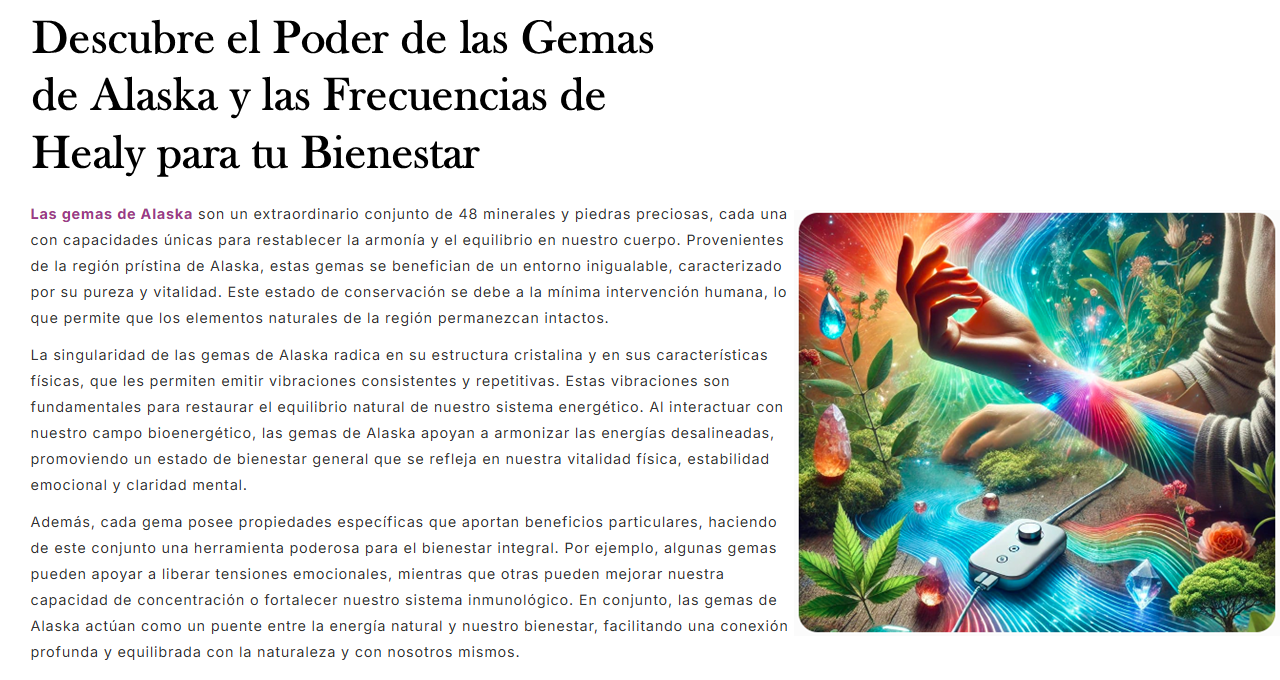 Descubre el Poder de las Gemas
de Alaska y las Frecuencias de
Healy para tu Bienestar
Las gemas de Alaska son un extraordinario conjunto de 48 minerales y piedras preciosas, cada una
con capacidades únicas para restablecer la armonía y el equilibrio en nuestro cuerpo. Provenientes
de la región prístina de Alaska, estas gemas se benefician de un entorno inigualable, caracterizado
por su pureza y vitalidad. Este estado de conservación se debe a la mínima intervención humana, lo
que permite que los elementos naturales de la región permanezcan intactos.
La singularidad de las gemas de Alaska radica en su estructura cristalina y en sus características
físicas, que les permiten emitir vibraciones consistentes y repetitivas. Estas vibraciones son
fundamentales para restaurar el equilibrio natural de nuestro sistema energético. Al interactuar con
nuestro campo bioenergético, las gemas de Alaska apoyan a armonizar las energías desalineadas,
promoviendo un estado de bienestar general que se refleja en nuestra vitalidad física, estabilidad
emocional y claridad mental.
Además, cada gema posee propiedades específicas que aportan beneficios particulares, haciendo
de este conjunto una herramienta poderosa para el bienestar integral. Por ejemplo, algunas gemas
pueden apoyar a liberar tensiones emocionales, mientras que otras pueden mejorar nuestra
capacidad de concentración o fortalecer nuestro sistema inmunológico. En conjunto, las gemas de
Alaska actúan como un puente entre la energía natural y nuestro bienestar, facilitando una conexión
profunda y equilibrada con la naturaleza y con nosotros mismos.